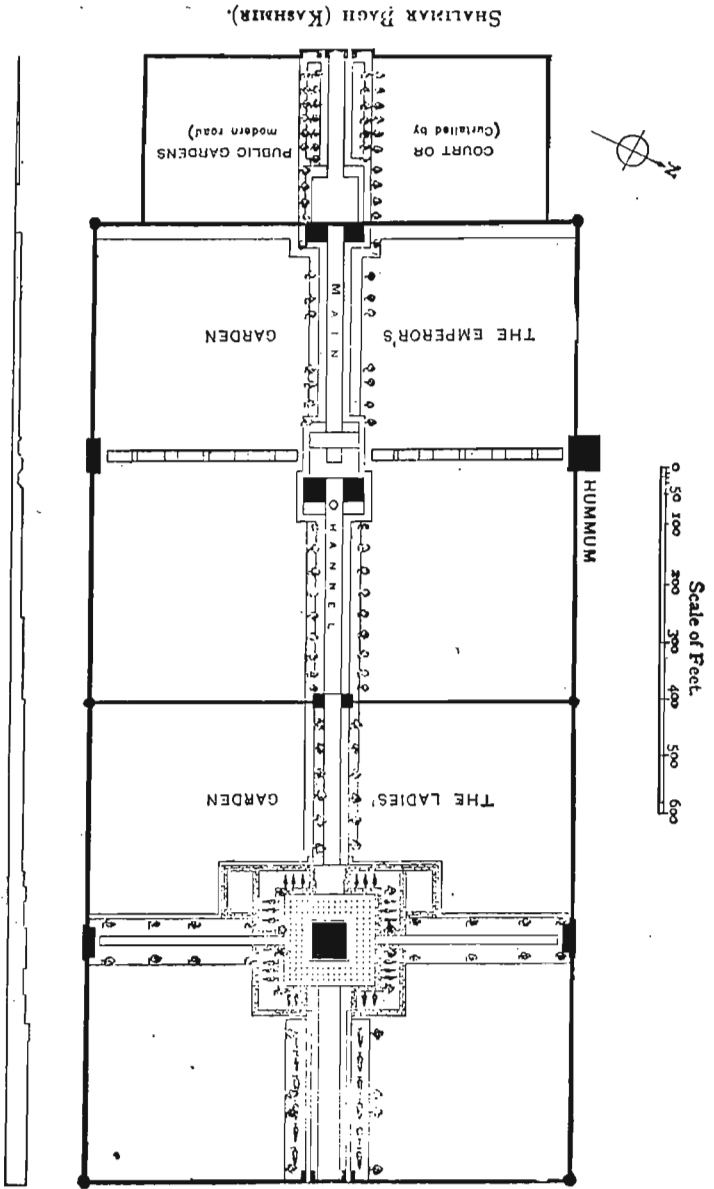 THE LADIES' GARDEN
Scale of Feet.
0 50 100 200 300 400 500 600
HUMMUM
MAIN CHANNEL
THE EMPEROR'S GARDEN
N
COURT OR PUBLIC GARDENS
(Curtailed by modern road)
SHALIMAR BAGH (KASHMIR).